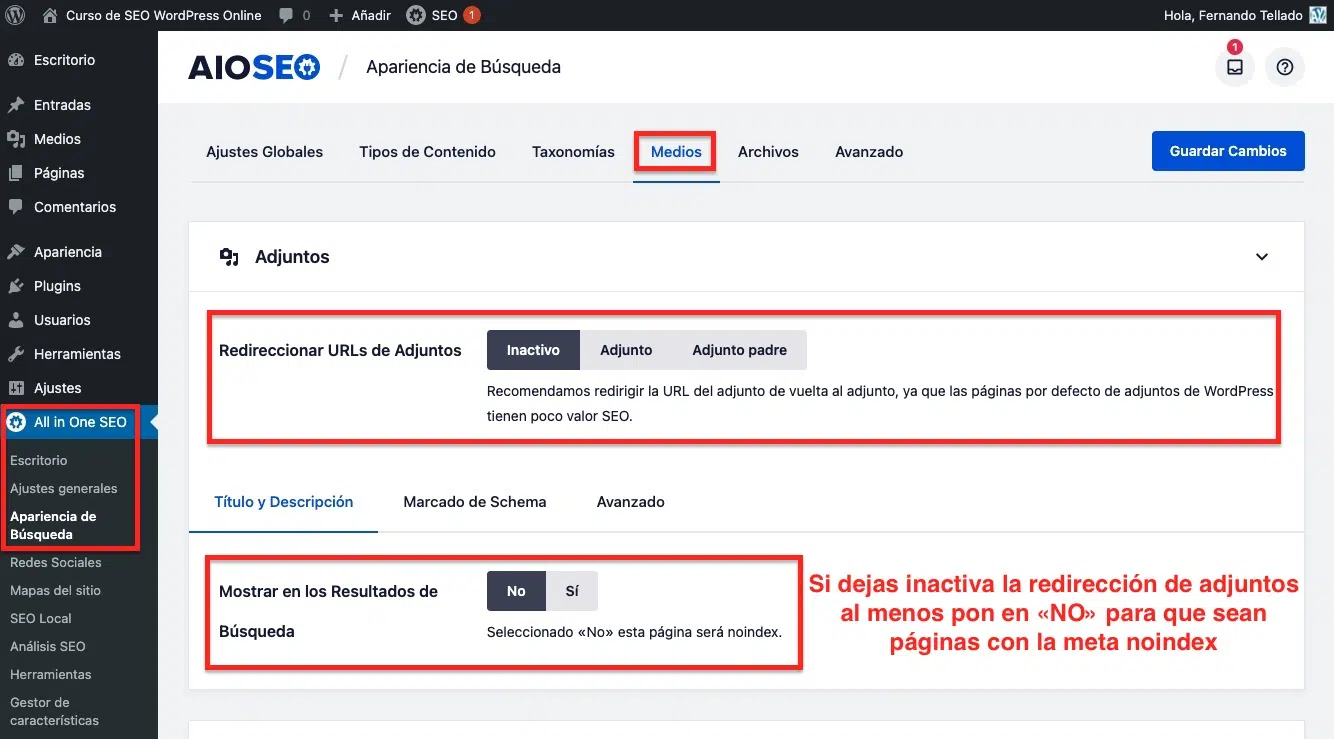 Curso de SEO WordPress Online
0
Añadir
SEO
1
Hola, Fernando Tellado
Escritorio
Entradas
Medios
Páginas
Comentarios
Apariencia
Plugins
Usuarios
Herramientas
Ajustes
All in One SEO
Escritorio
Ajustes generales
Apariencia de
Búsqueda
Redes Sociales
Mapas del sitio
SEO Local
Análisis SEO
Herramientas
Gestor de
características
AIOSEO / Apariencia de Búsqueda
1
Ajustes Globales
Tipos de Contenido
Taxonomías
Medios
Archivos
Avanzado
Guardar Cambios
Adjuntos
Redireccionar URLs de Adjuntos
Inactivo
Adjunto
Adjunto padre
Recomendamos redirigir la URL del adjunto de vuelta al adjunto, ya que las páginas por defecto de adjuntos de WordPress
tienen poco valor SEO.
Título y Descripción
Marcado de Schema
Avanzado
Mostrar en los Resultados de
Búsqueda
No
Sí
Seleccionado «No» esta página será noindex.
Si dejas inactiva la redirección de adjuntos
al menos pon en «NO» para que sean
páginas con la meta noindex